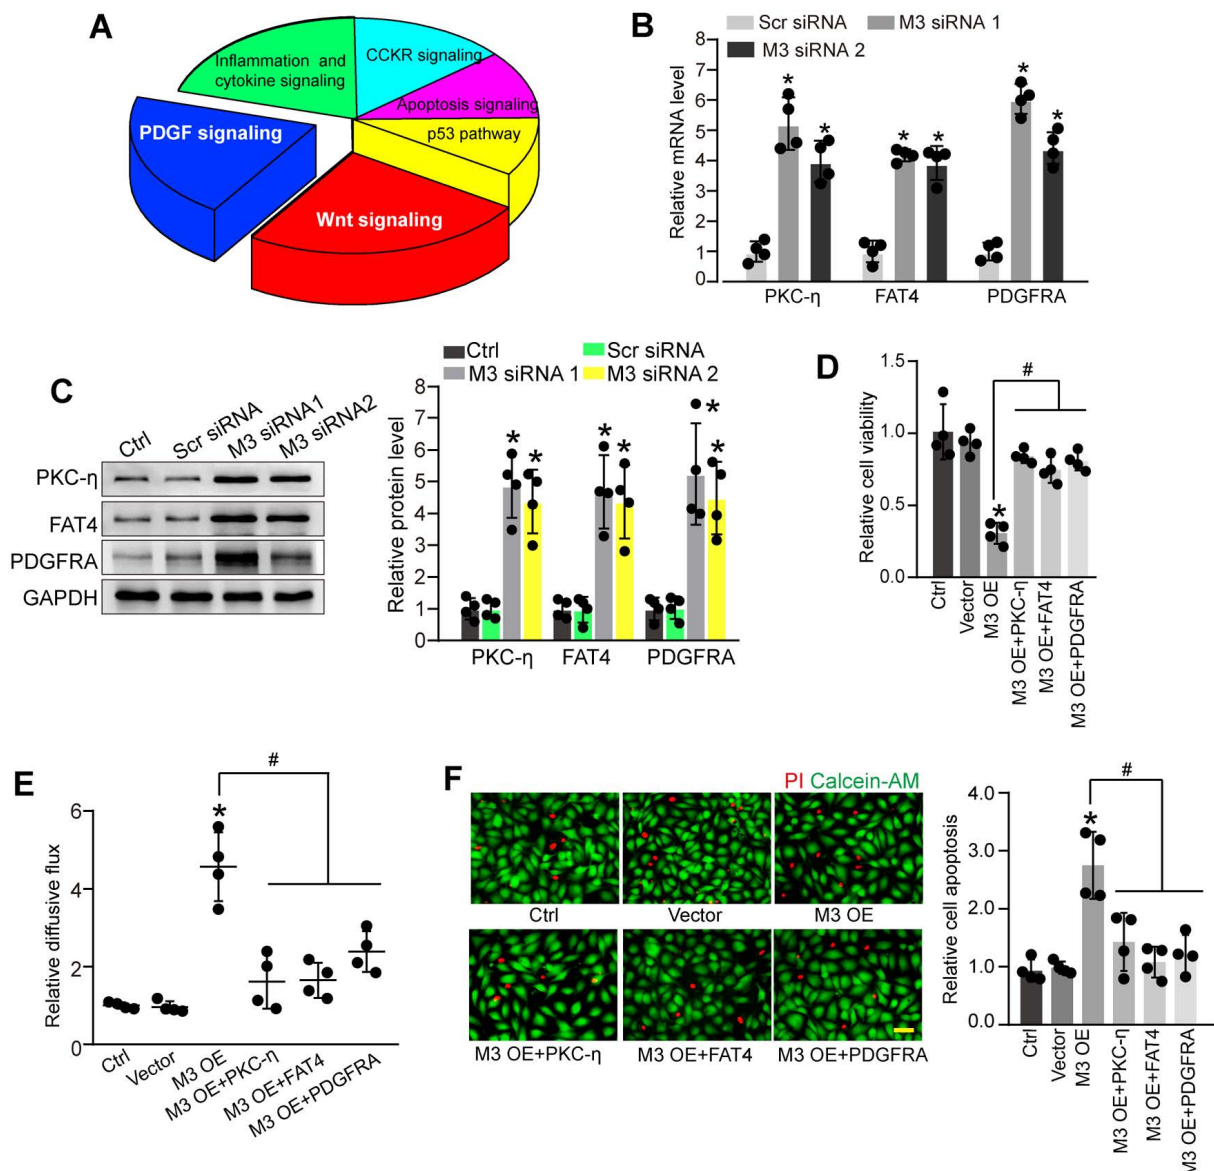 A
Inflammation and
cytokine signaling
CCKR signaling
Apoptosis signaling
p53 pathway
PDGF signaling
Wnt signaling
B
Scr siRNA
M3 siRNA 1
M3 siRNA 2
Relative mRNA level
8
7
6
5
4
3
2
1
0
* * * * * *
PKC-η
FAT4
PDGFRA
C
Ctrl
Scr siRNA
M3 siRNA1
M3 siRNA2
PKC-η
FAT4
PDGFRA
GAPDH
Ctrl
Scr siRNA
M3 siRNA 1
M3 siRNA 2
Relative protein level
8
7
6
5
4
3
2
1
0
* * * * * *
PKC-η
FAT4
PDGFRA
D
Relative cell viability
1.5
1.0
0.5
0.0
#
*
Ctrl
Vector
M3 OE
M3 OE+PKC-η
M3 OE+FAT4
M3 OE+PDGFRA
E
Relative diffusive flux
6
4
2
0
#
*
Ctrl
Vector
M3 OE
M3 OE+PKC-η
M3 OE+FAT4
M3 OE+PDGFRA
F
PI Calcein-AM
Ctrl
Vector
M3 OE
M3 OE+PKC-η
M3 OE+FAT4
M3 OE+PDGFRA
Relative cell apoptosis
4.0
3.0
2.0
1.0
0.0
#
*
Ctrl
Vector
M3 OE
M3 OE+PKC-η
M3 OE+FAT4
M3 OE+PDGFRA